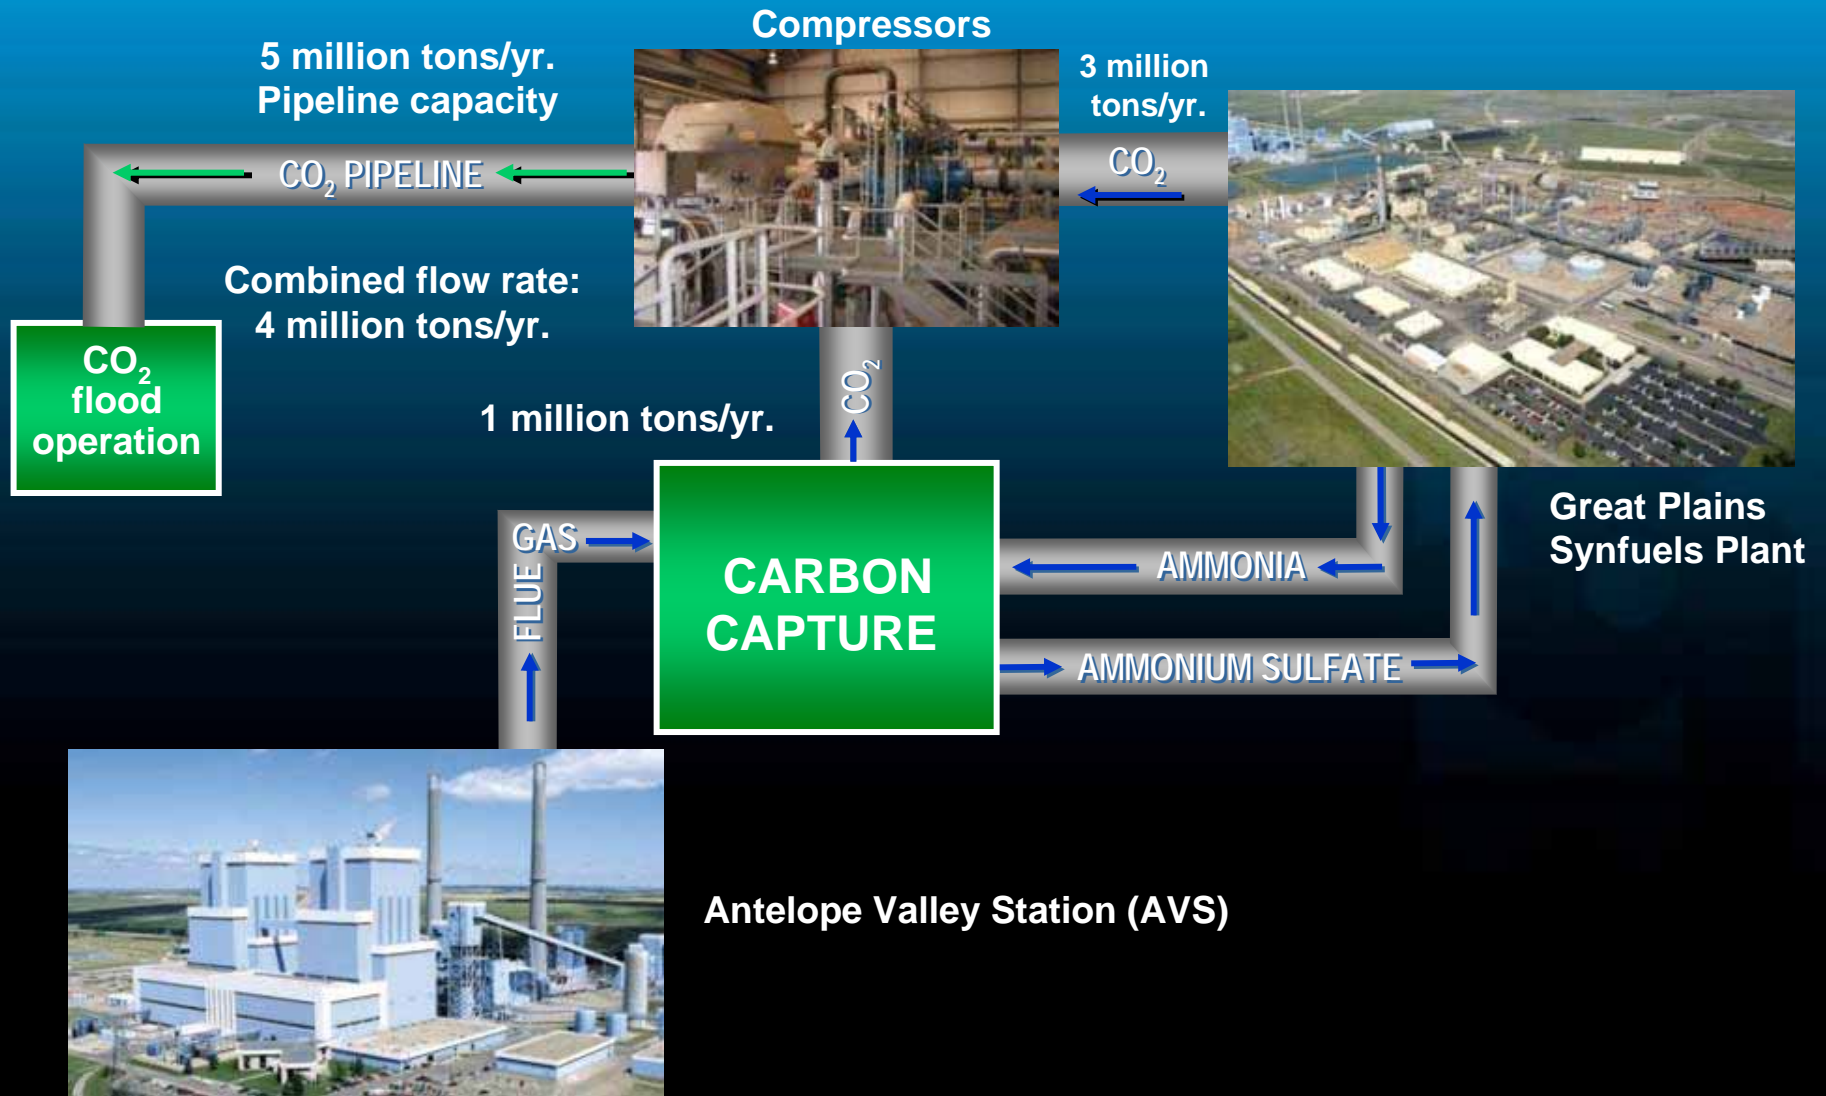 Compressors
5 million tons/yr.
Pipeline capacity
3 million
tons/yr.
CO₂ PIPELINE
CO₂
Combined flow rate:
4 million tons/yr.
CO₂
flood
operation
CO₂
1 million tons/yr.
FLUE GAS
CARBON
CAPTURE
AMMONIA
AMMONIUM SULFATE
Great Plains
Synfuels Plant
Antelope Valley Station (AVS)